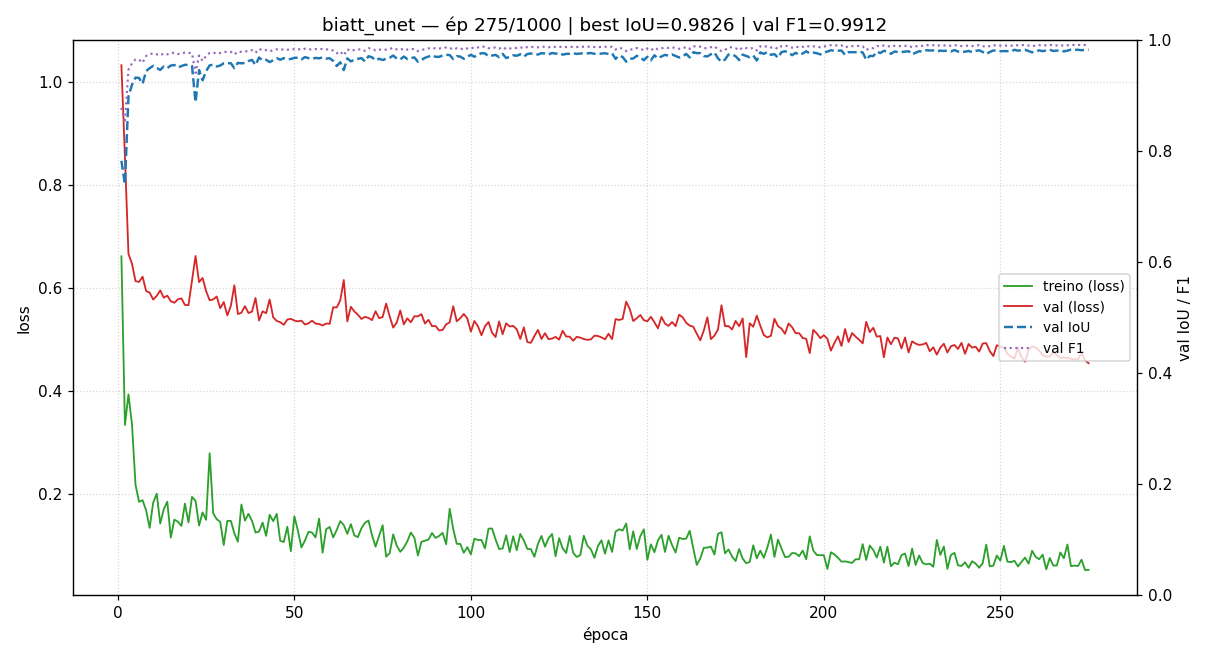 biatt_unet — ép 275/1000 | best IoU=0.9826 | val F1=0.9912
1.0
0.8
0.6
0.4
0.2
loss
0
50
100
150
200
250
época
1.0
0.8
0.6
0.4
0.2
0.0
val IoU / F1
treino (loss)
val (loss)
val IoU
val F1